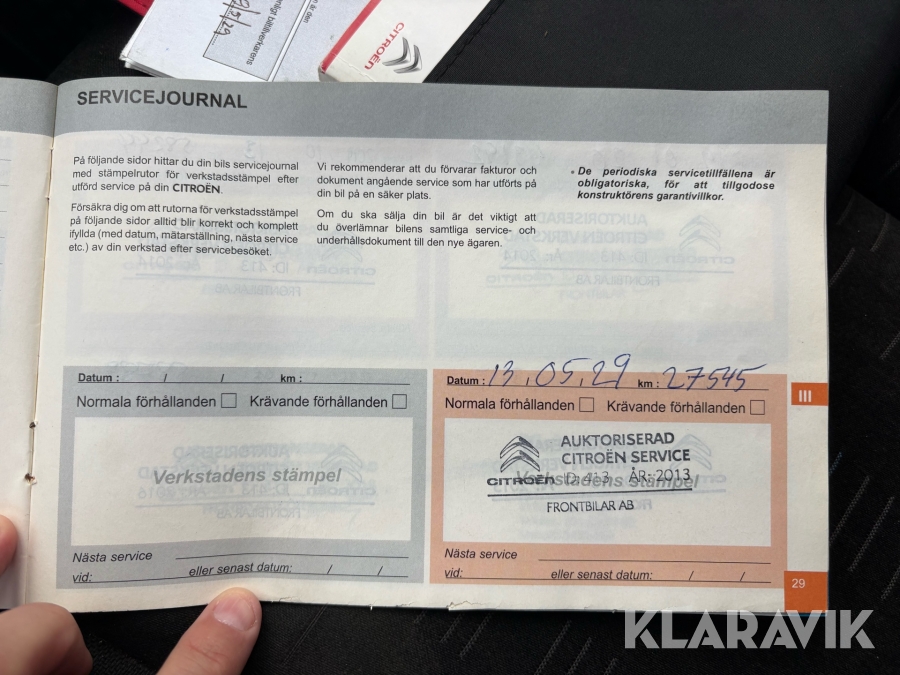 enligt biltillverkarens
CITROËN
SERVICEJOURNAL
På följande sidor hittar du din bils servicejournal
med stämpelrutor för verkstadsstämpel efter
utförd service på din CITROËN.
Försäkra dig om att rutorna för verkstadsstämpel
på följande sidor alltid blir korrekt och komplett
ifyllda (med datum, mätarställning, nästa service
etc.) av din verkstad efter servicebesöket.
Vi rekommenderar att du förvarar fakturor och
dokument angående service som har utförts på
din bil på en säker plats.
Om du ska sälja din bil är det viktigt att
du överlämnar bilens samtliga service- och
underhållsdokument till den nye ägaren.
• De periodiska servicetillfällena är
obligatoriska, för att tillgodose
konstruktörens garantivillkor.
Datum : / / km :
Normala förhållanden Krävande förhållanden
Verkstadens stämpel
Nästa service
vid: eller senast datum: / /
Datum : 13.05.29 km : 27545
Normala förhållanden Krävande förhållanden
Verkstadens stämpel
AUKTORISERAD
CITROËN SERVICE
CITROËN ID: 413 ÅR: 2013
FRONTBILAR AB
Nästa service
vid: eller senast datum: / /
III
29
KLARAVIK